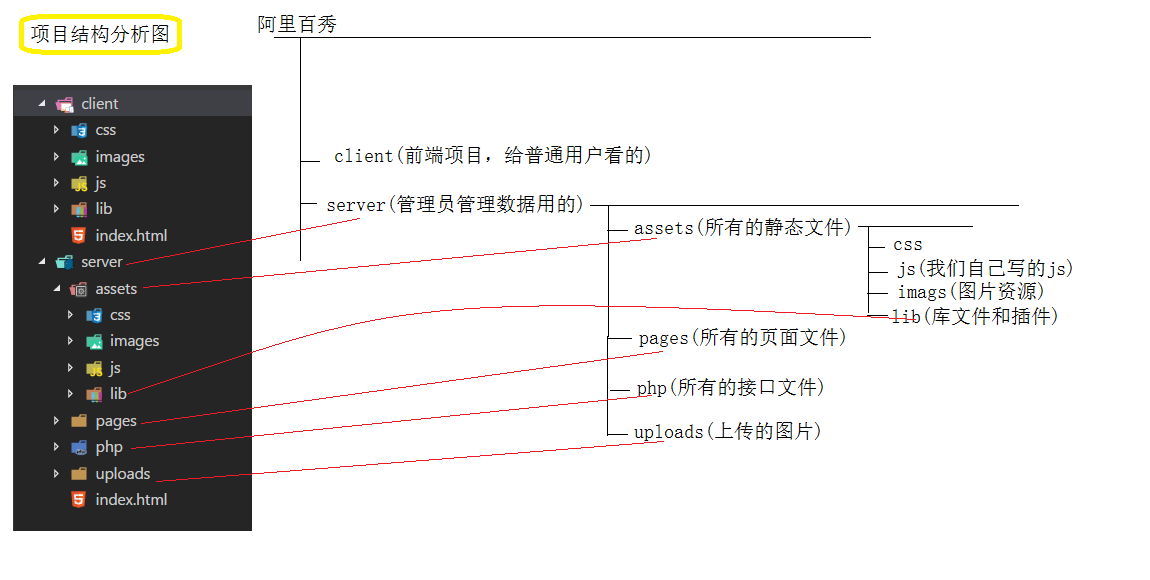 项目结构分析图
阿里百秀
client
css
images
js
lib
index.html
server
assets
css
images
js
lib
pages
php
uploads
index.html
client(前端项目，给普通用户看的)
server(管理员管理数据用的)
assets(所有的静态文件)
css
js(我们自己写的js)
imags(图片资源)
lib(库文件和插件)
pages(所有的页面文件)
php(所有的接口文件)
uploads(上传的图片)